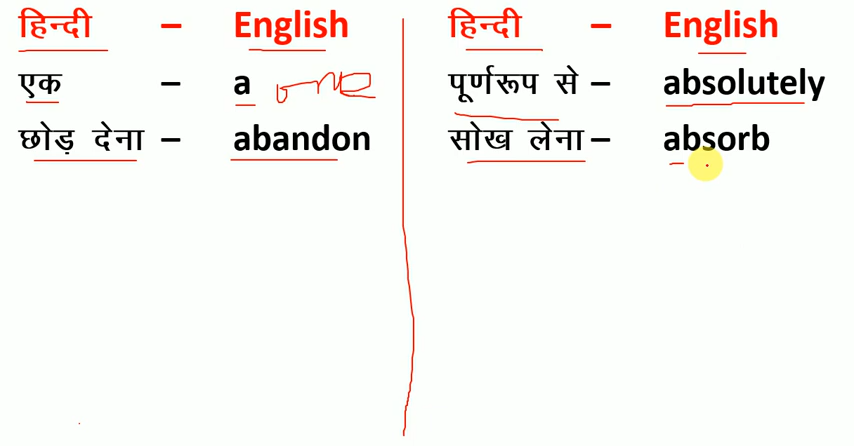 हिन्दी – English
एक – a one
छोड़ देना – abandon
हिन्दी – English
पूर्णरूप से – absolutely
सोख लेना – absorb